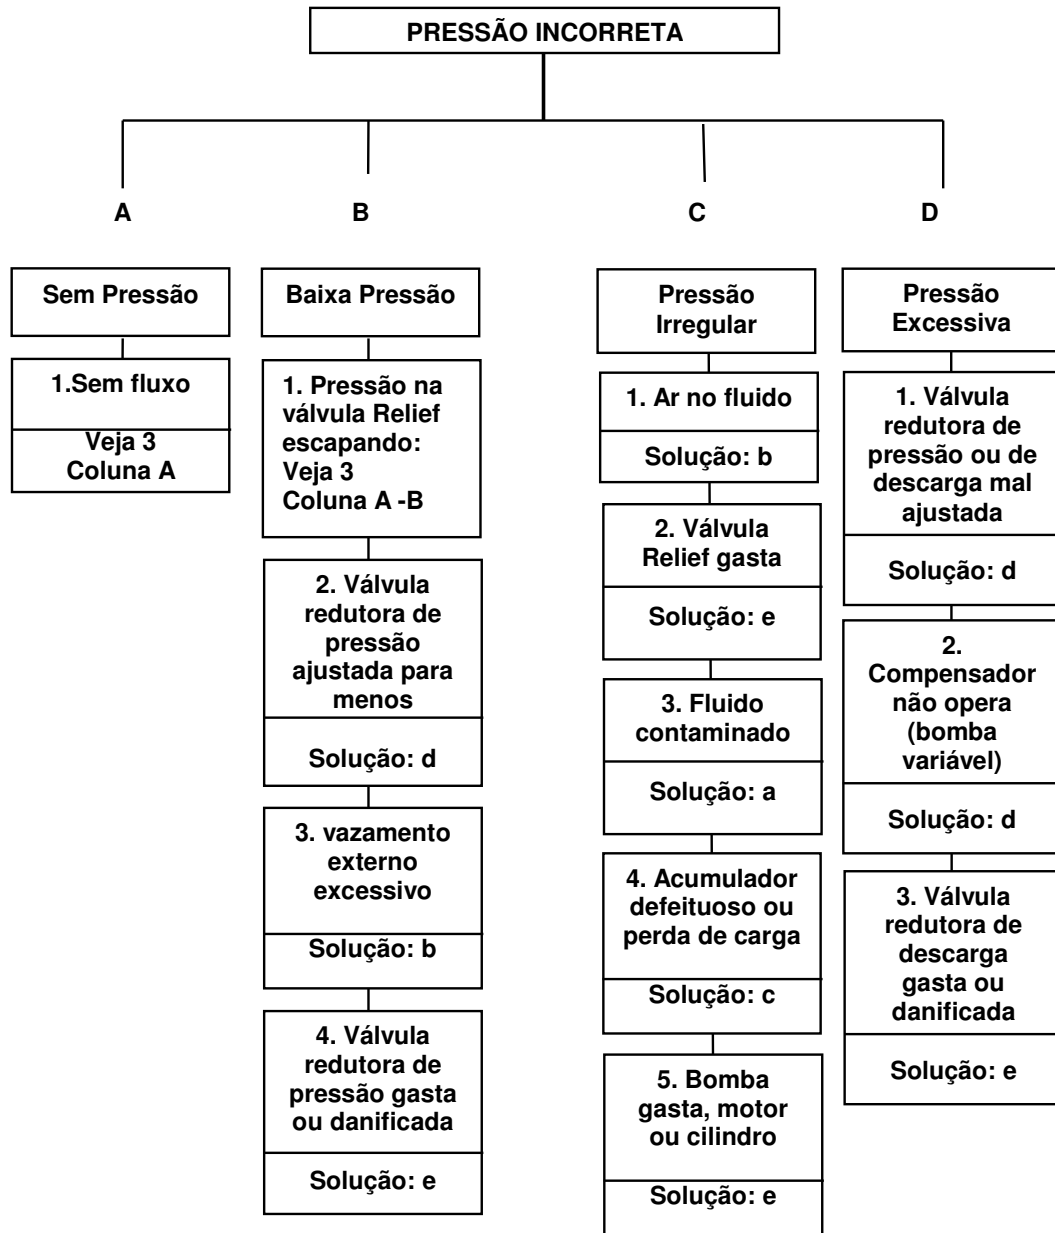 PRESSÃO INCORRETA
A
B
C
D
Sem Pressão
1.Sem fluxo
Veja 3
Coluna A
Baixa Pressão
1. Pressão na
válvula Relief
escapando:
Veja 3
Coluna A -B
2. Válvula
redutora de
pressão
ajustada para
menos
Solução: d
3. vazamento
externo
excessivo
Solução: b
4. Válvula
redutora de
pressão gasta
ou danificada
Solução: e
Pressão
Irregular
1. Ar no fluido
Solução: b
2. Válvula
Relief gasta
Solução: e
3. Fluido
contaminado
Solução: a
4. Acumulador
defeituoso ou
perda de carga
Solução: c
5. Bomba
gasta, motor
ou cilindro
Solução: e
Pressão
Excessiva
1. Válvula
redutora de
pressão ou de
descarga mal
ajustada
Solução: d
2.
Compensador
não opera
(bomba
variável)
Solução: d
3. Válvula
redutora de
descarga
gasta ou
danificada
Solução: e